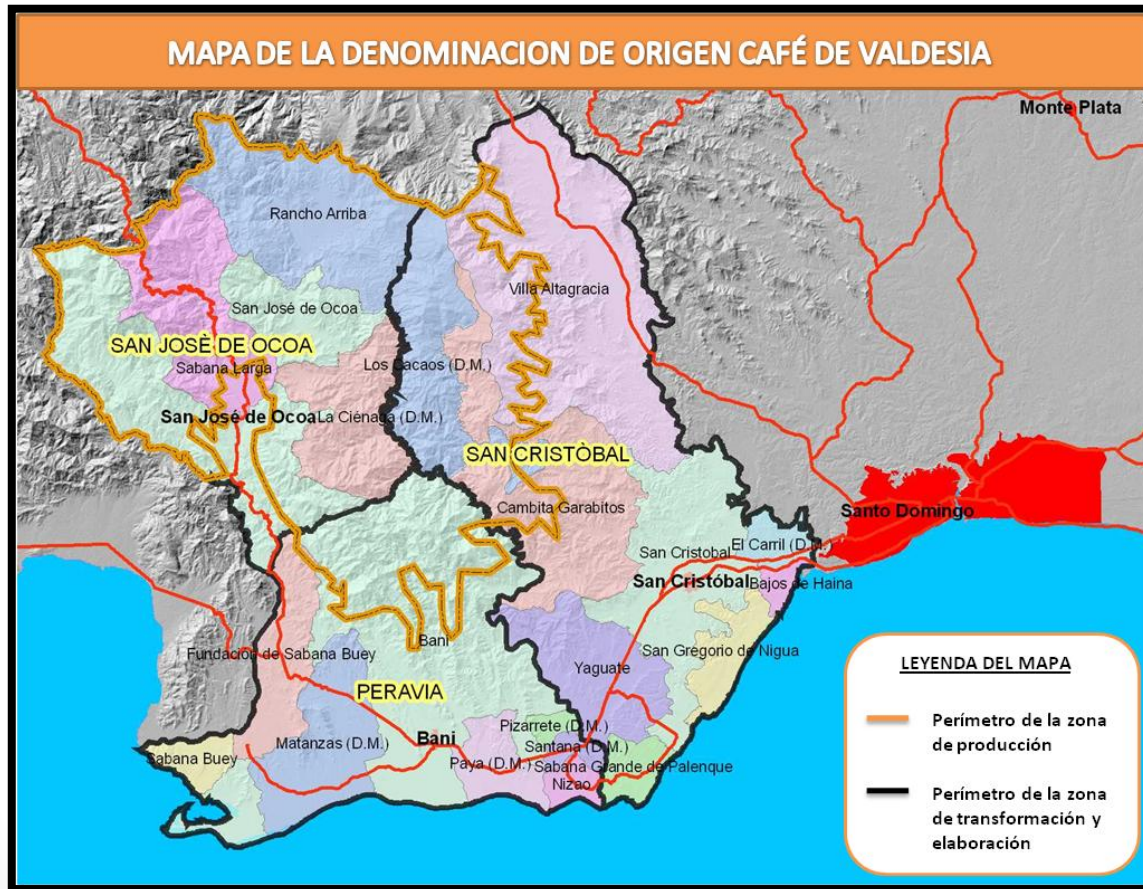 MAPA DE LA DENOMINACION DE ORIGEN CAFÉ DE VALDESIA
Monte Plata
Rancho Arriba
Villa Altagracia
San José de Ocoa
SAN JOSÈ DE OCOA
Sabana Larga
Los Cacaos (D.M.)
San José de Ocoa
La Ciénaga (D.M.)
SAN CRISTÒBAL
Cambita Garabitos
Santo Domingo
El Carril (D.M.)
San Cristobal
San Cristóbal
Bajos de Haina
Bani
Fundación de Sabana Buey
San Gregorio de Nigua
Yaguate
PERAVIA
Pizarrete (D.M.)
Bani
Matanzas (D.M.)
Santana (D.M.)
Sabana Buey
Paya (D.M.)
Sabana Grande de Palenque
Nizao
LEYENDA DEL MAPA
Perímetro de la zona
de producción
Perímetro de la zona
de transformación y
elaboración